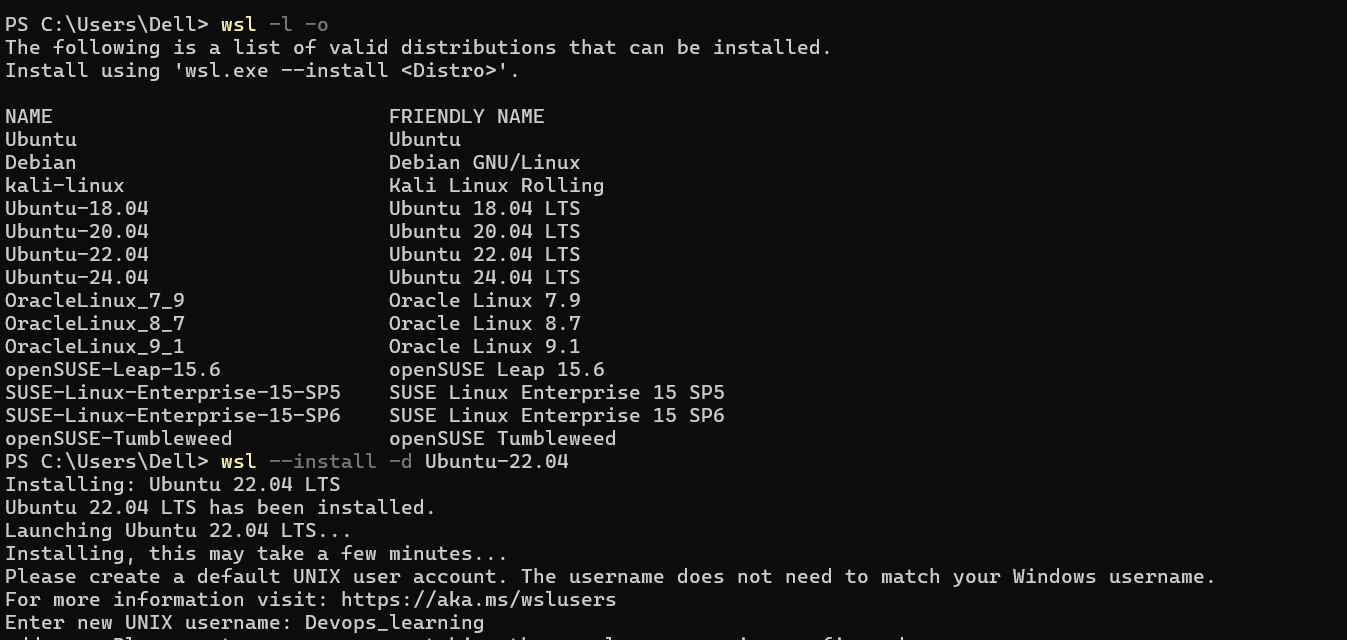 PS C:\Users\Dell> wsl -l -o
The following is a list of valid distributions that can be installed.
Install using 'wsl.exe --install <Distro>'.
NAME FRIENDLY NAME
Ubuntu Ubuntu
Debian Debian GNU/Linux
kali-linux Kali Linux Rolling
Ubuntu-18.04 Ubuntu 18.04 LTS
Ubuntu-20.04 Ubuntu 20.04 LTS
Ubuntu-22.04 Ubuntu 22.04 LTS
Ubuntu-24.04 Ubuntu 24.04 LTS
OracleLinux_7_9 Oracle Linux 7.9
OracleLinux_8_7 Oracle Linux 8.7
OracleLinux_9_1 Oracle Linux 9.1
openSUSE-Leap-15.6 openSUSE Leap 15.6
SUSE-Linux-Enterprise-15-SP5 SUSE Linux Enterprise 15 SP5
SUSE-Linux-Enterprise-15-SP6 SUSE Linux Enterprise 15 SP6
openSUSE-Tumbleweed openSUSE Tumbleweed
PS C:\Users\Dell> wsl --install -d Ubuntu-22.04
Installing: Ubuntu 22.04 LTS
Ubuntu 22.04 LTS has been installed.
Launching Ubuntu 22.04 LTS...
Installing, this may take a few minutes...
Please create a default UNIX user account. The username does not need to match your Windows username.
For more information visit: https://aka.ms/wslusers
Enter new UNIX username: Devops_learning